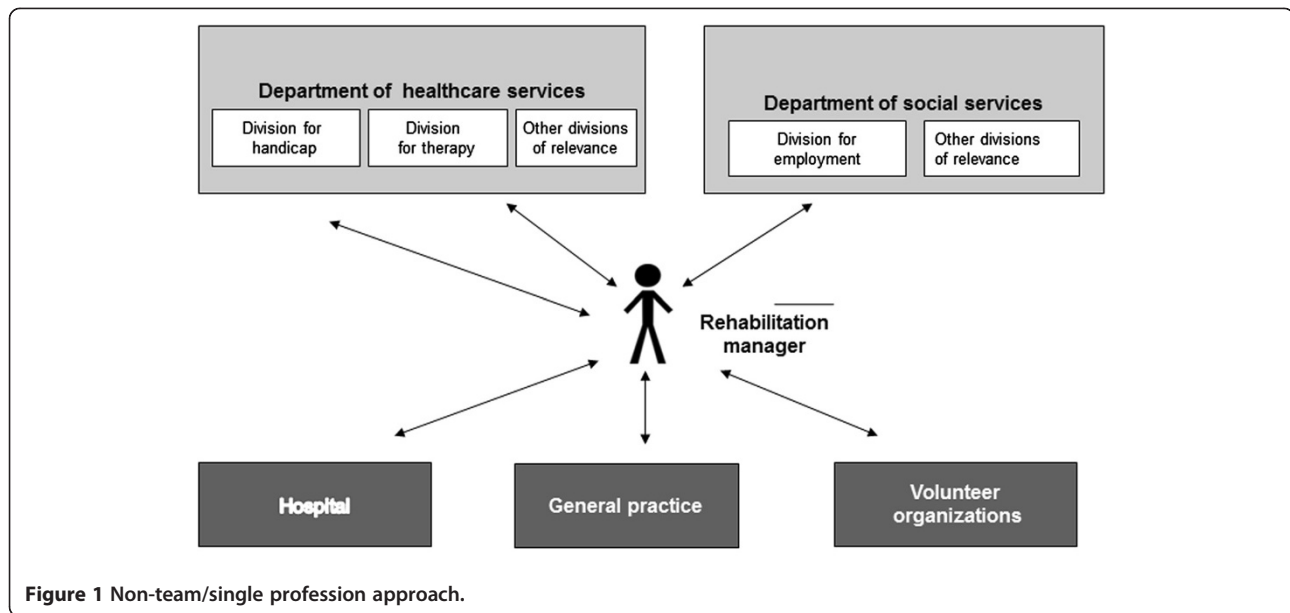 Department of healthcare services
Division for
handicap
Division
for therapy
Other divisions
of relevance
Department of social services
Division for
employment
Other divisions
of relevance
Rehabilitation
manager
Hospital
General practice
Volunteer
organizations
Figure 1 Non-team/single profession approach.